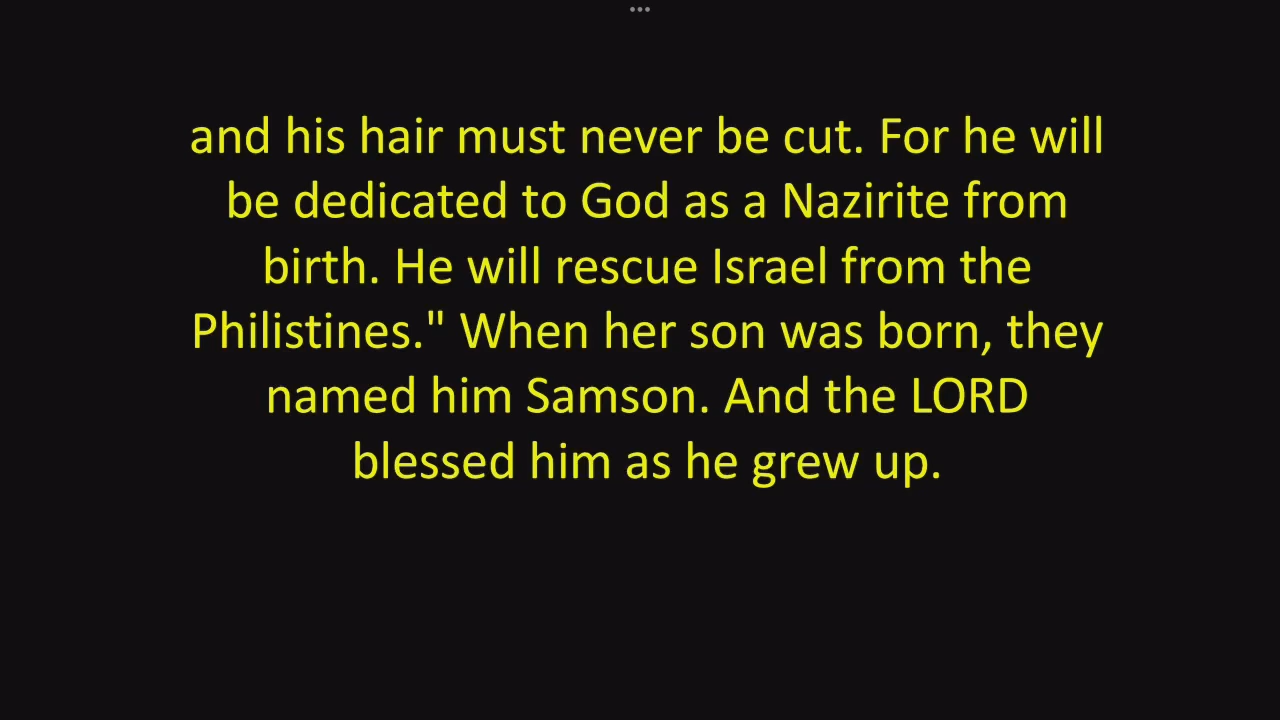 and his hair must never be cut. For he will
be dedicated to God as a Nazirite from
birth. He will rescue Israel from the
Philistines." When her son was born, they
named him Samson. And the LORD
blessed him as he grew up.